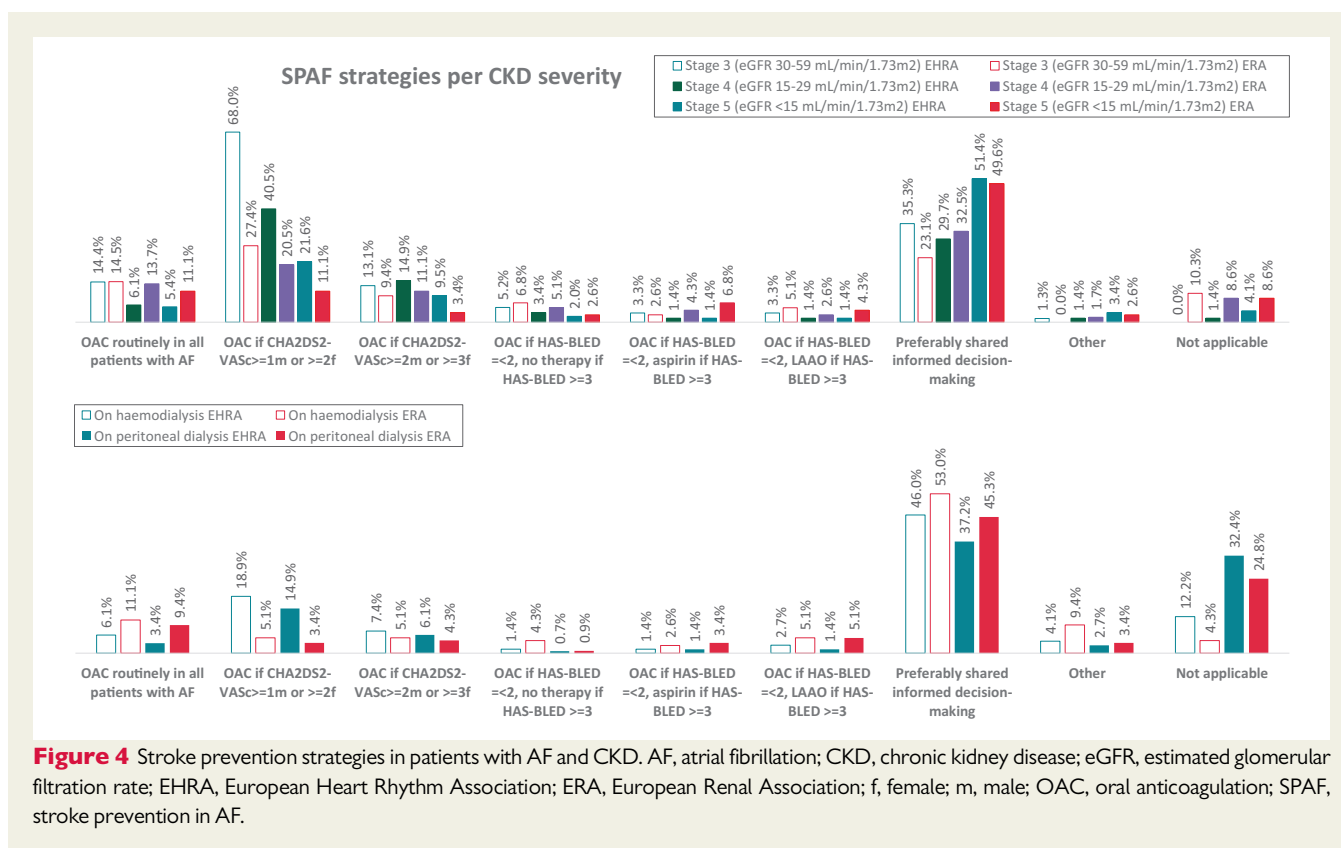 SPAF strategies per CKD severity
Stage 3 (eGFR 30-59 mL/min/1.73m2) EHRA
Stage 3 (eGFR 30-59 mL/min/1.73m2) ERA
Stage 4 (eGFR 15-29 mL/min/1.73m2) EHRA
Stage 4 (eGFR 15-29 mL/min/1.73m2) ERA
Stage 5 (eGFR <15 mL/min/1.73m2) EHRA
Stage 5 (eGFR <15 mL/min/1.73m2) ERA
14.4%
14.5%
6.1%
13.7%
5.4%
11.1%
68.0%
27.4%
40.5%
20.5%
21.6%
11.1%
13.1%
9.4%
14.9%
11.1%
9.5%
3.4%
5.2%
6.8%
3.4%
5.1%
2.0%
2.6%
3.3%
2.6%
1.4%
4.3%
1.4%
6.8%
3.3%
5.1%
1.4%
2.6%
1.4%
4.3%
35.3%
23.1%
29.7%
32.5%
51.4%
49.6%
1.3%
0.0%
1.4%
1.7%
3.4%
2.6%
0.0%
10.3%
1.4%
8.6%
4.1%
8.6%
OAC routinely in all
patients with AF
OAC if CHA2DS2-
VASc>=1m or >=2f
OAC if CHA2DS2-
VASc>=2m or >=3f
OAC if HAS-BLED
=<2, no therapy if
HAS-BLED >=3
OAC if HAS-BLED
=<2, aspirin if HAS-
BLED >=3
OAC if HAS-BLED
=<2, LAAO if HAS-
BLED >=3
Preferably shared
informed decision-
making
Other
Not applicable
On haemodialysis EHRA
On haemodialysis ERA
On peritoneal dialysis EHRA
On peritoneal dialysis ERA
6.1%
11.1%
3.4%
9.4%
18.9%
5.1%
14.9%
3.4%
7.4%
5.1%
6.1%
4.3%
1.4%
4.3%
0.7%
0.9%
1.4%
2.6%
1.4%
3.4%
2.7%
5.1%
1.4%
5.1%
46.0%
53.0%
37.2%
45.3%
4.1%
9.4%
2.7%
3.4%
12.2%
4.3%
32.4%
24.8%
OAC routinely in all
patients with AF
OAC if CHA2DS2-
VASc>=1m or >=2f
OAC if CHA2DS2-
VASc>=2m or >=3f
OAC if HAS-BLED
=<2, no therapy if
HAS-BLED >=3
OAC if HAS-BLED
=<2, aspirin if HAS-
BLED >=3
OAC if HAS-BLED
=<2, LAAO if HAS-
BLED >=3
Preferably shared
informed decision-
making
Other
Not applicable
Figure 4 Stroke prevention strategies in patients with AF and CKD. AF, atrial fibrillation; CKD, chronic kidney disease; eGFR, estimated glomerular
filtration rate; EHRA, European Heart Rhythm Association; ERA, European Renal Association; f, female; m, male; OAC, oral anticoagulation; SPAF,
stroke prevention in AF.